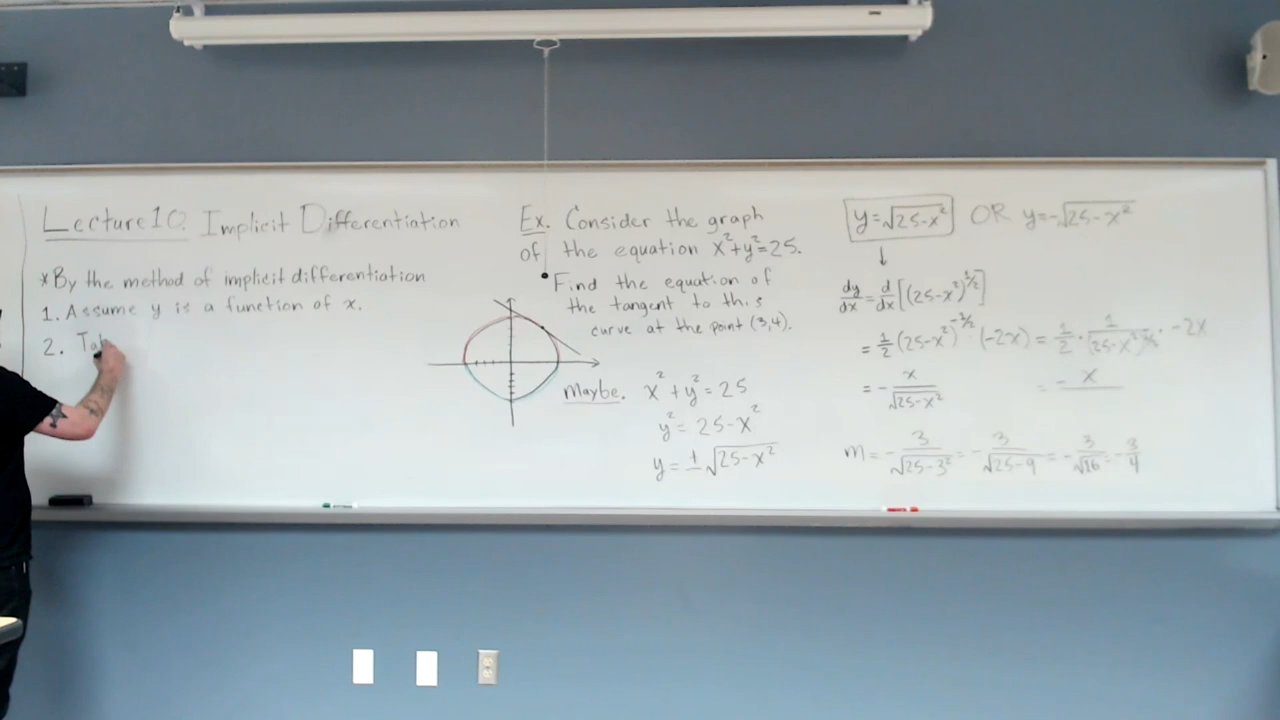 Lecture 10: Implicit Differentiation
*By the method of implicit differentiation
1. Assume y is a function of x.
2. Ta
Ex. Consider the graph
of the equation x²+y²=25.
Find the equation of
the tangent to this
curve at the point (3,4).
Maybe. x²+y²=25
y²=25-x²
y=±√(25-x²)
y=√(25-x²) OR y=-√(25-x²)
↓
dy/dx = d/dx[(25-x²)^(1/2)]
= 1/2(25-x²)^(-1/2)·(-2x) = 1/2 · 1/(25-x²)^(1/2) · -2x
= -x/√(25-x²) = -x/
m = -3/√(25-3²) = -3/√(25-9) = -3/√16 = -3/4